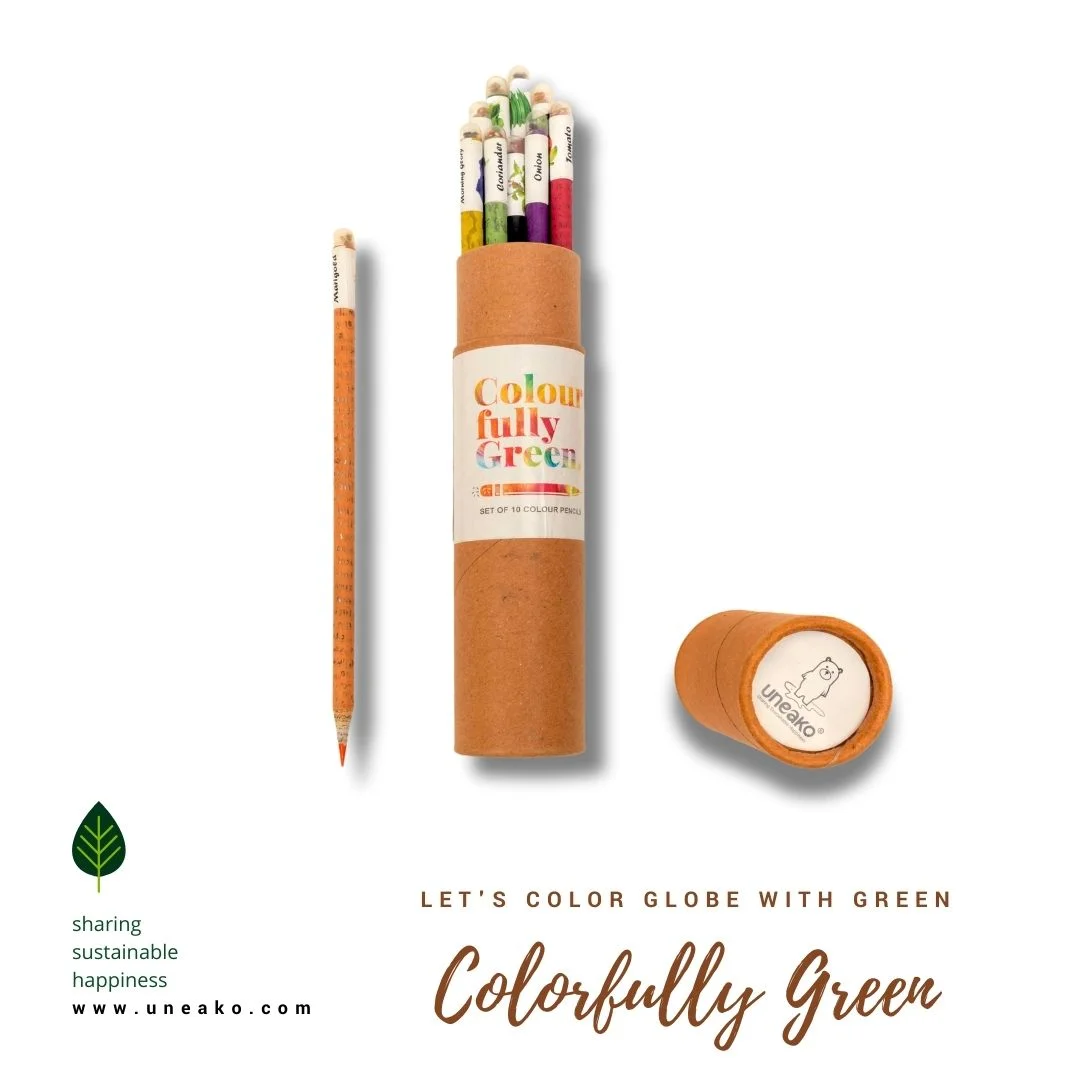 Morning Glory
Coriander
Onion
Tomato
Marigold
Colour
fully
Green.
SET OF 10 COLOUR PENCILS
uneako®
sharing
sustainable
happiness
www.uneako.com
LET'S COLOR GLOBE WITH GREEN
Colorfully Green